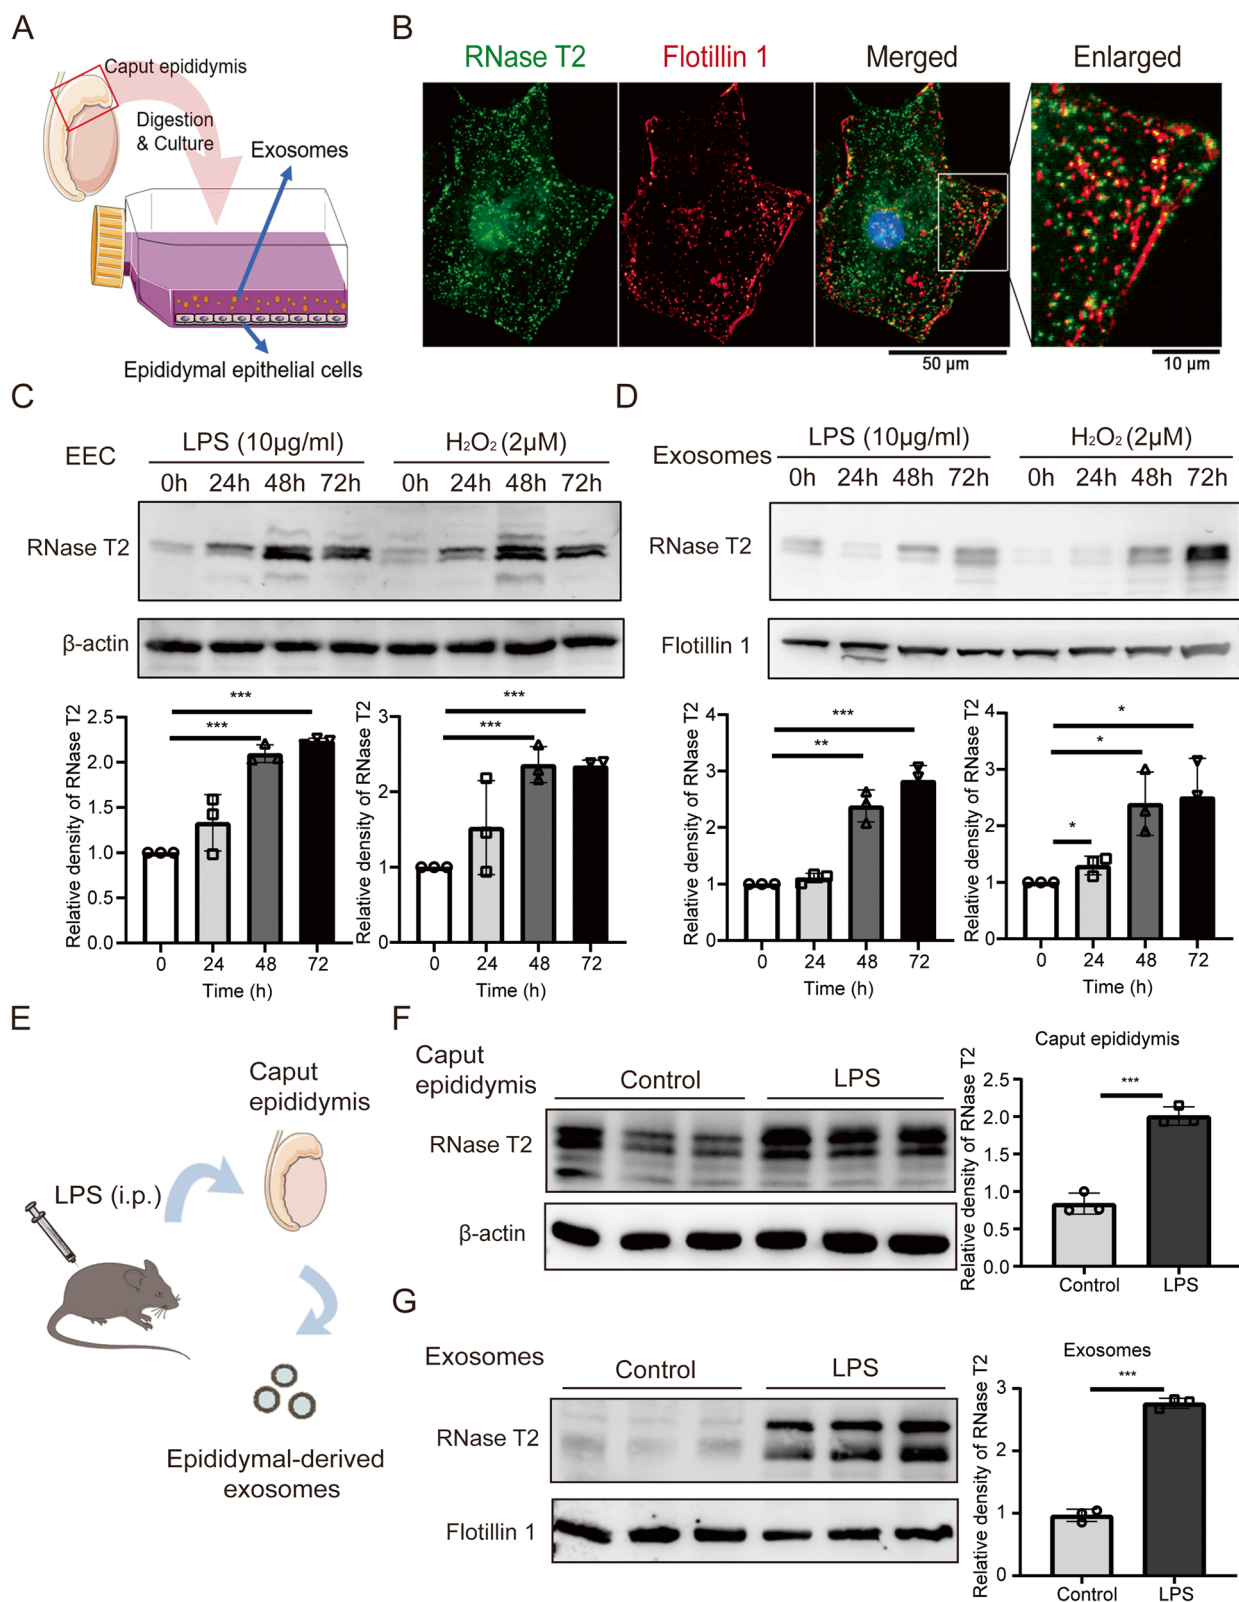 A
Caput epididymis
Digestion
& Culture
Exosomes
Epididymal epithelial cells
B
RNase T2
Flotillin 1
Merged
Enlarged
50 μm
10 μm
C
EEC
LPS (10μg/ml)
H₂O₂ (2μM)
0h 24h 48h 72h 0h 24h 48h 72h
RNase T2
β-actin
Relative density of RNase T2
2.5
2.0
1.5
1.0
0.5
0.0
***
***
0 24 48 72
Time (h)
Relative density of RNase T2
3
2
1
0
***
***
0 24 48 72
Time (h)
D
Exosomes
LPS (10μg/ml)
H₂O₂ (2μM)
0h 24h 48h 72h 0h 24h 48h 72h
RNase T2
Flotillin 1
Relative density of RNase T2
4
3
2
1
0
***
**
0 24 48 72
Time (h)
Relative density of RNase T2
4
3
2
1
0
*
*
*
0 24 48 72
Time (h)
E
LPS (i.p.)
Caput
epididymis
Epididymal-derived
exosomes
F
Caput
epididymis
Control
LPS
RNase T2
β-actin
Caput epididymis
Relative density of RNase T2
2.5
2.0
1.5
1.0
0.5
0.0
***
Control LPS
G
Exosomes
Control
LPS
RNase T2
Flotillin 1
Exosomes
Relative density of RNase T2
3
2
1
0
***
Control LPS